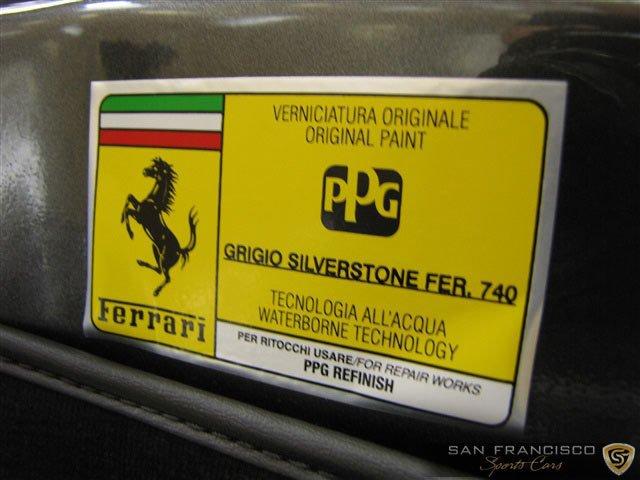 VERNICIATURA ORIGINALE
ORIGINAL PAINT
PPG
GRIGIO SILVERSTONE FER. 740
TECNOLOGIA ALL'ACQUA
WATERBORNE TECHNOLOGY
Ferrari
PER RITOCCHI USARE/FOR REPAIR WORKS
PPG REFINISH
SAN FRANCISCO
Sports Cars